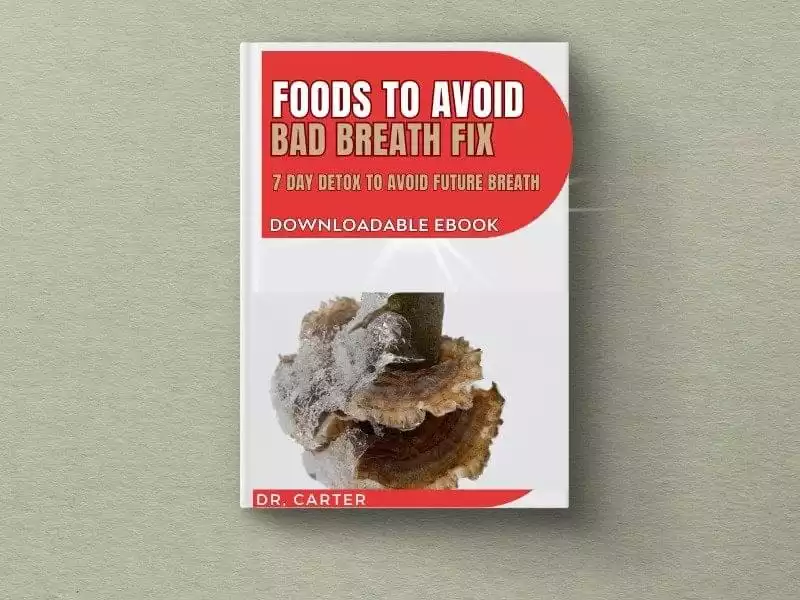 FOODS TO AVOID
BAD BREATH FIX
7 DAY DETOX TO AVOID FUTURE BREATH
DOWNLOADABLE EBOOK
DR. CARTER